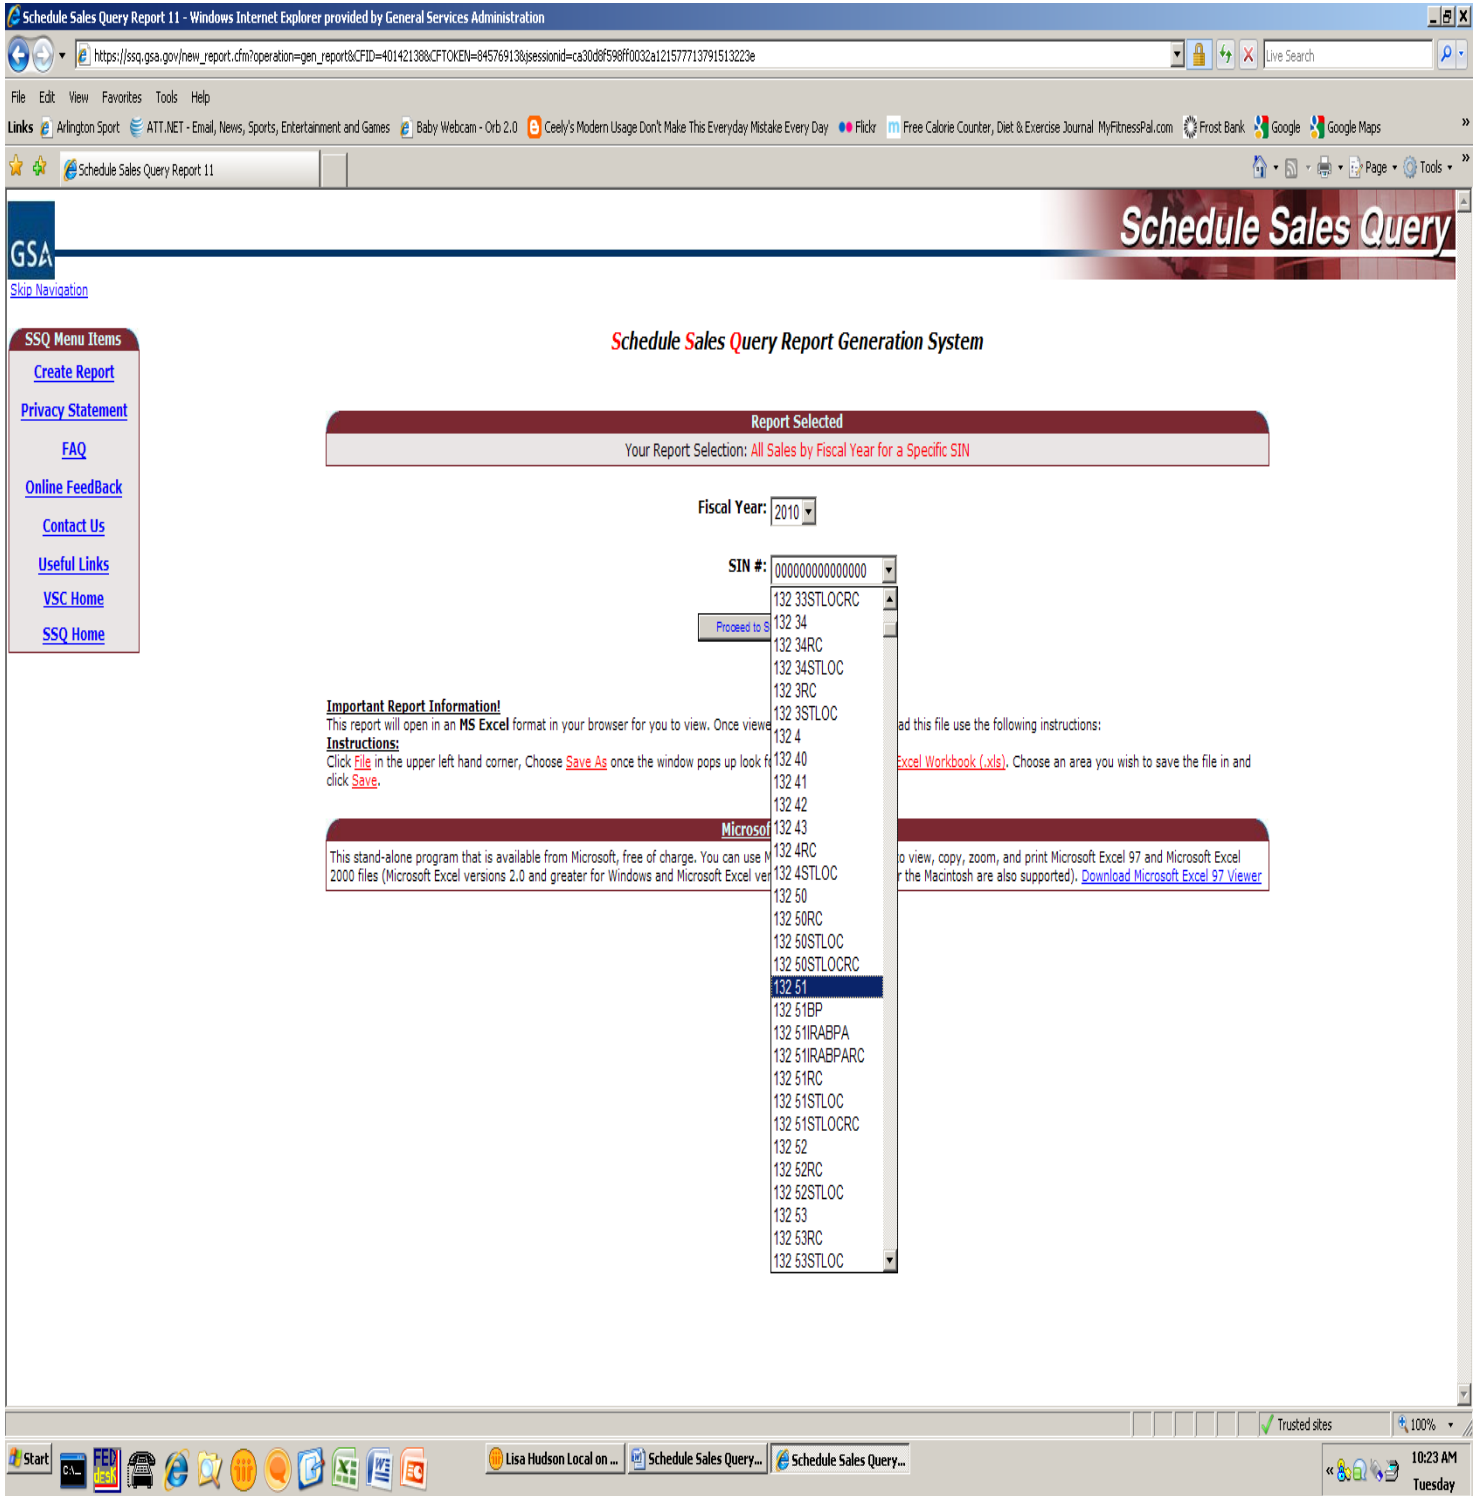 Schedule Sales Query Report 11 - Windows Internet Explorer provided by General Services Administration
https://ssq.gsa.gov/new_report.cfm?operation=gen_report&CFID=40142138&CFTOKEN=84576913&jsessionid=ca30d8f598ff0032a121577713791513223e
Live Search
File Edit View Favorites Tools Help
Links Arlington Sport ATT.NET - Email, News, Sports, Entertainment and Games Baby Webcam - Orb 2.0 Ceely's Modern Usage Don't Make This Everyday Mistake Every Day Flickr Free Calorie Counter, Diet & Exercise Journal MyFitnessPal.com Frost Bank Google Google Maps »
Schedule Sales Query Report 11
Page Tools »
Schedule Sales Query
GSA
Skip Navigation
SSQ Menu Items
Create Report
Privacy Statement
FAQ
Online FeedBack
Contact Us
Useful Links
VSC Home
SSQ Home
Schedule Sales Query Report Generation System
Report Selected
Your Report Selection: All Sales by Fiscal Year for a Specific SIN
Fiscal Year: 2010
SIN #: 000000000000000
Proceed to S
132 33STLOCRC
132 34
132 34RC
132 34STLOC
132 3RC
132 3STLOC
132 4
132 40
132 41
132 42
132 43
132 4RC
132 4STLOC
132 50
132 50RC
132 50STLOC
132 50STLOCRC
132 51
132 51BP
132 51IRABPA
132 51IRABPARC
132 51RC
132 51STLOC
132 51STLOCRC
132 52
132 52RC
132 52STLOC
132 53
132 53RC
132 53STLOC
Important Report Information!
This report will open in an MS Excel format in your browser for you to view. Once viewe ad this file use the following instructions:
Instructions:
Click File in the upper left hand corner, Choose Save As once the window pops up look fo Excel Workbook (.xls). Choose an area you wish to save the file in and
click Save.
Microsof
This stand-alone program that is available from Microsoft, free of charge. You can use M to view, copy, zoom, and print Microsoft Excel 97 and Microsoft Excel
2000 files (Microsoft Excel versions 2.0 and greater for Windows and Microsoft Excel ver r the Macintosh are also supported). Download Microsoft Excel 97 Viewer
Trusted sites
100%
Start
C:\_
FED
DESK
Lisa Hudson Local on ...
Schedule Sales Query...
Schedule Sales Query...
«
10:23 AM
Tuesday